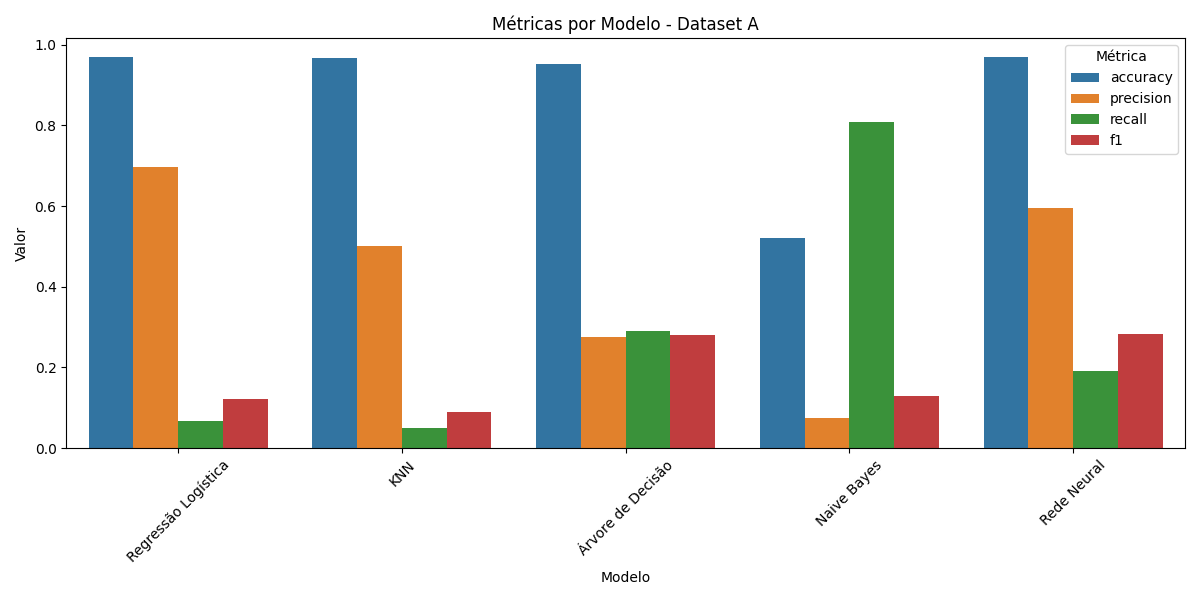 Métricas por Modelo - Dataset A
Métrica
accuracy
precision
recall
f1
Valor
1.0
0.8
0.6
0.4
0.2
0.0
Regressão Logística
KNN
Árvore de Decisão
Naive Bayes
Rede Neural
Modelo